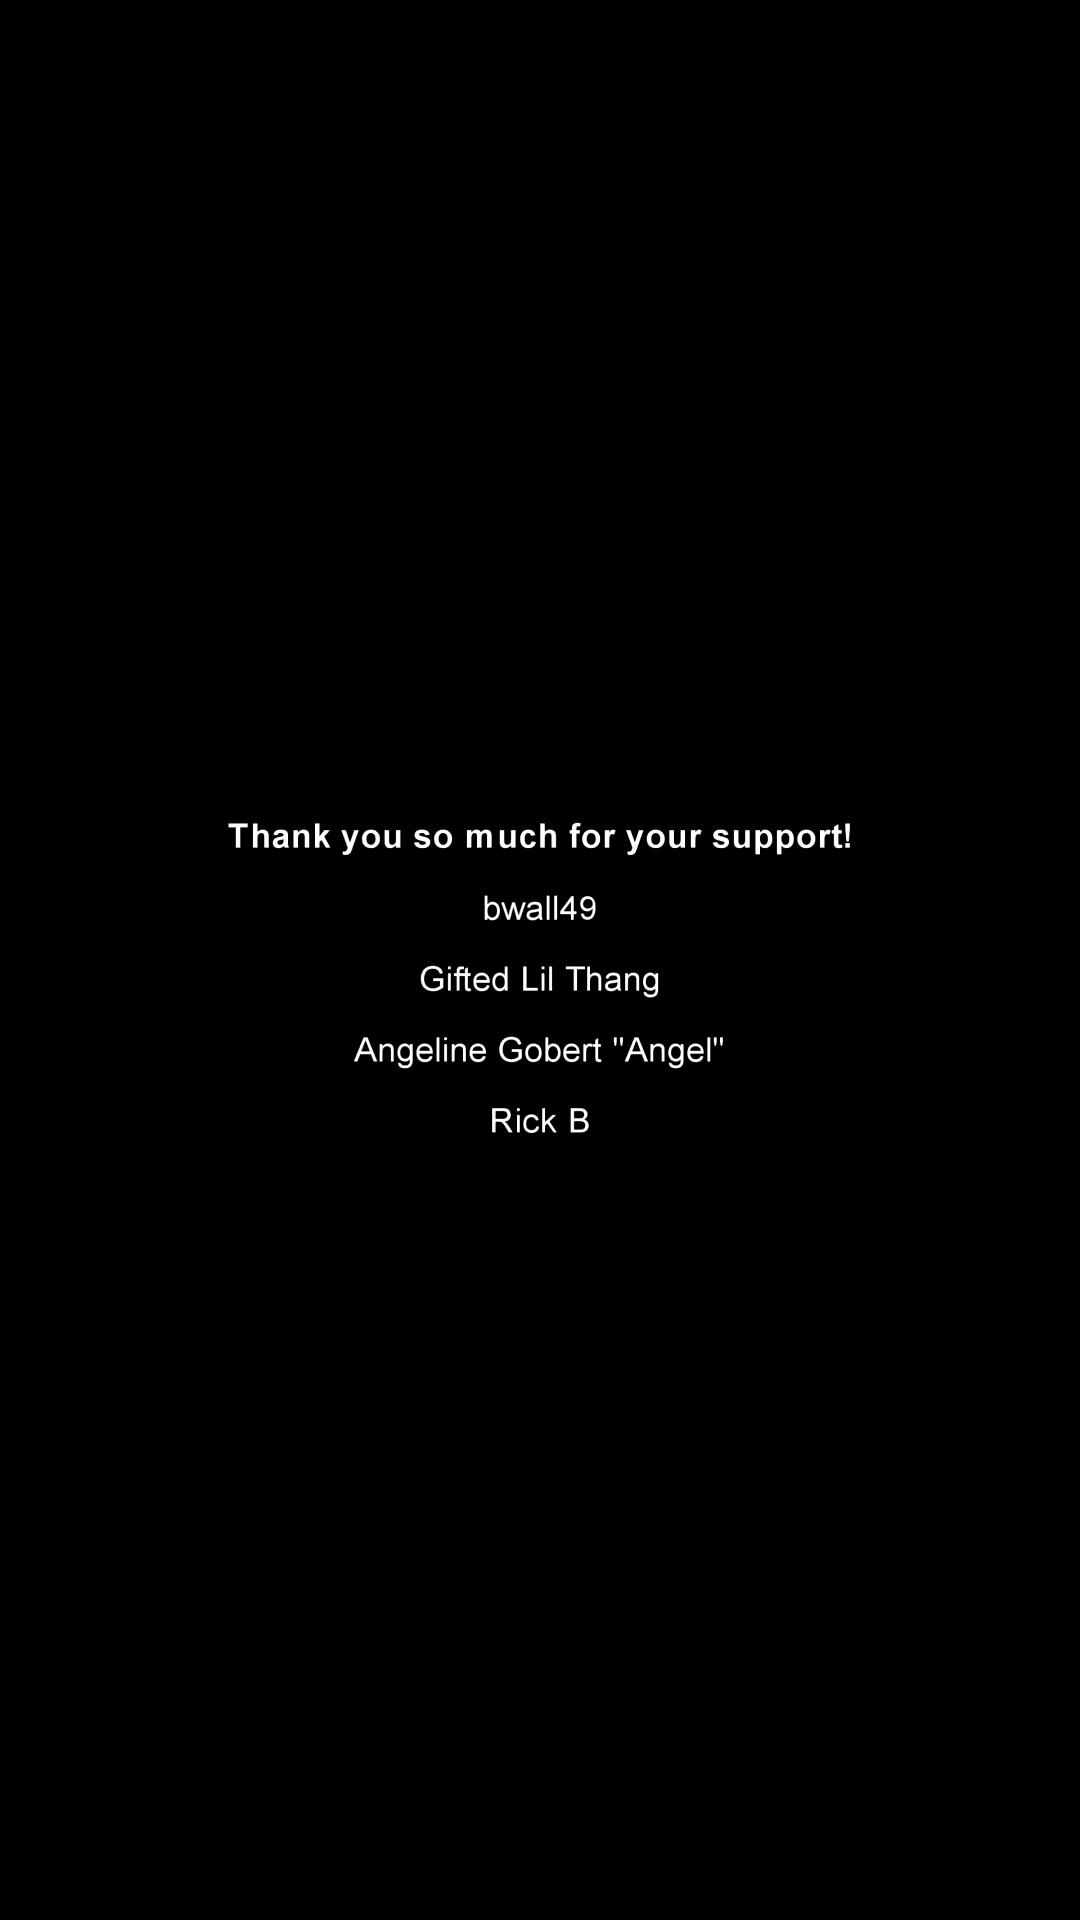 Thank you so much for your support!
bwall49
Gifted Lil Thang
Angeline Gobert "Angel"
Rick B